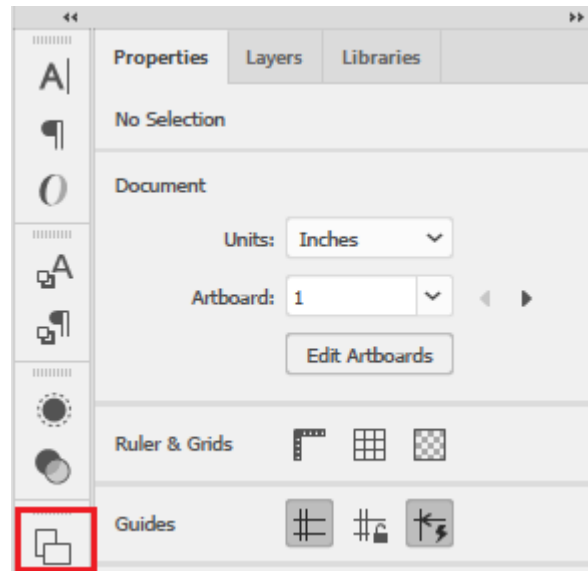 Properties Layers Libraries
No Selection
Document
Units: Inches
Artboard: 1
Edit Artboards
Ruler & Grids
Guides